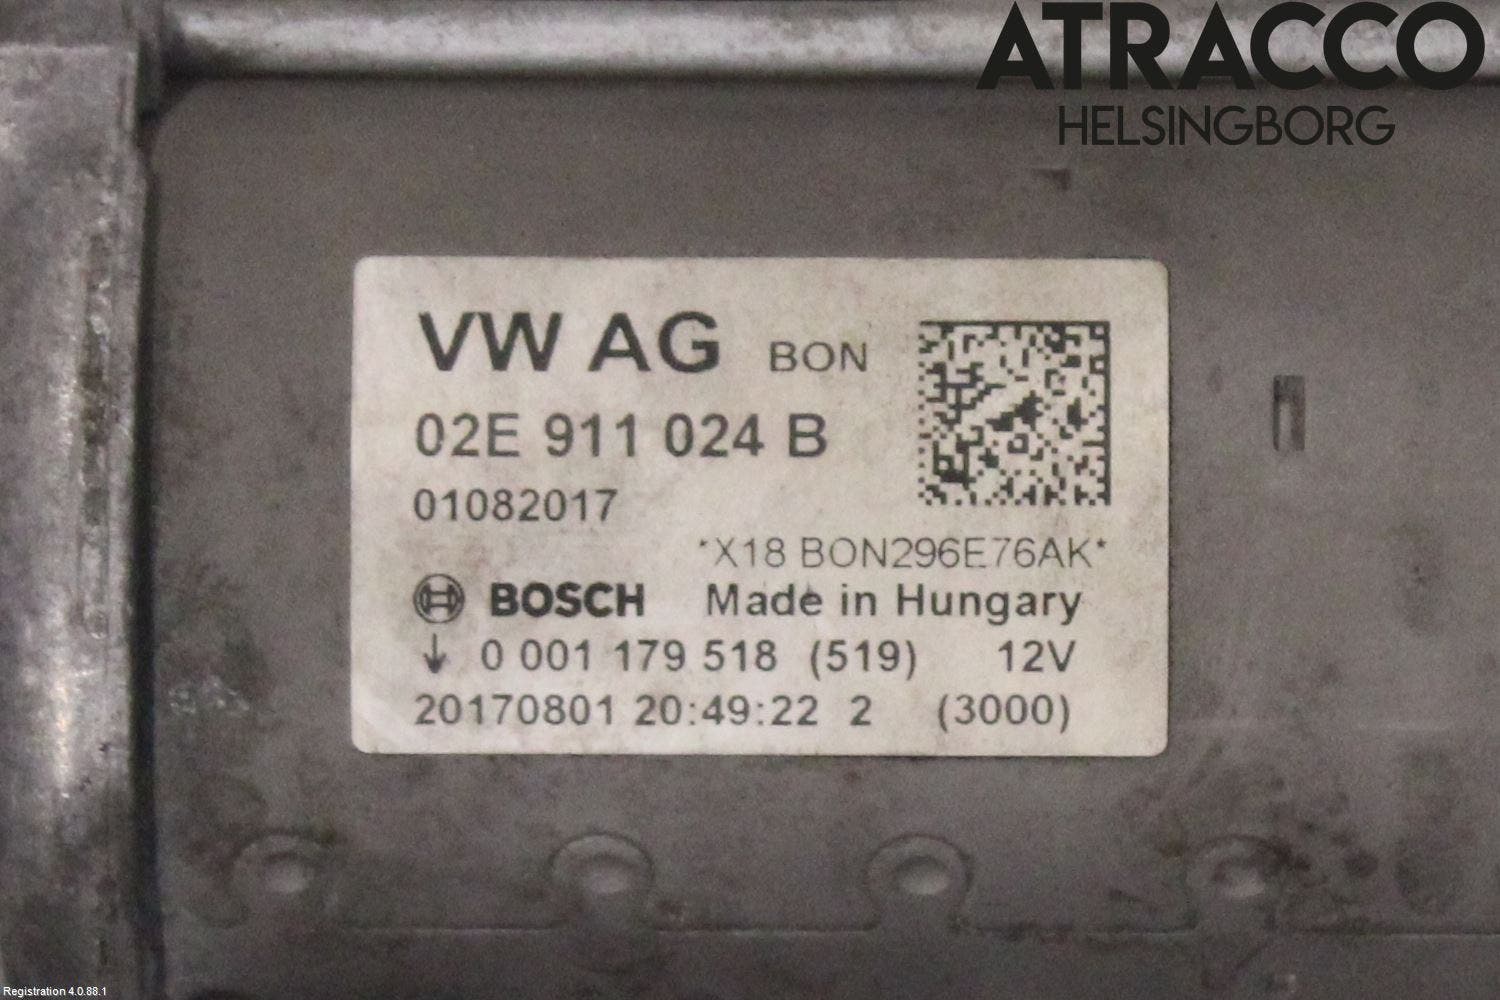 ATRACCO
HELSINGBORG
VW AG BON
02E 911 024 B
01082017
*X18 BON296E76AK*
BOSCH Made in Hungary
↓ 0 001 179 518 (519) 12V
20170801 20:49:22 2 (3000)
Registration 4.0.88.1